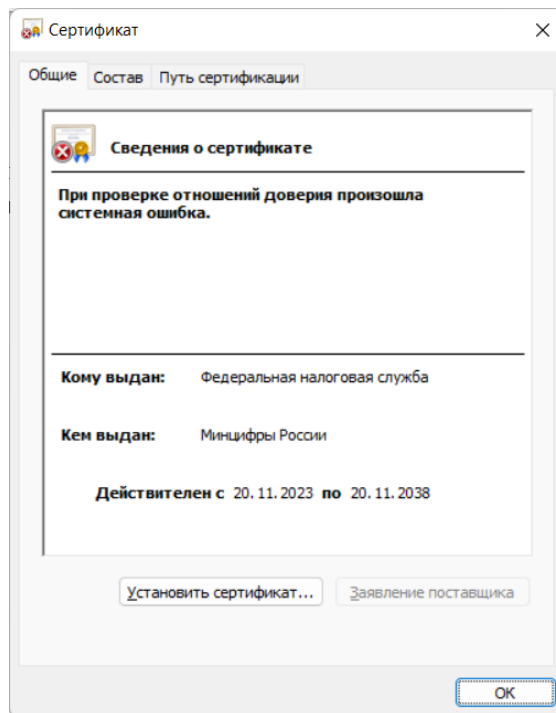 Сертификат
Общие Состав Путь сертификации
Сведения о сертификате
При проверке отношений доверия произошла
системная ошибка.
Кому выдан: Федеральная налоговая служба
Кем выдан: Минцифры России
Действителен с 20.11.2023 по 20.11.2038
Установить сертификат... Заявление поставщика
ОК